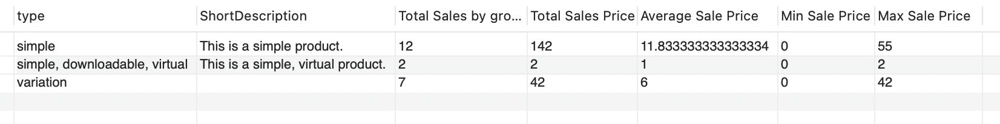 type ShortDescription Total Sales by gro... Total Sales Price Average Sale Price Min Sale Price Max Sale Price
simple This is a simple product. 12 142 11.833333333333334 0 55
simple, downloadable, virtual This is a simple, virtual product. 2 2 1 0 2
variation 7 42 6 0 42